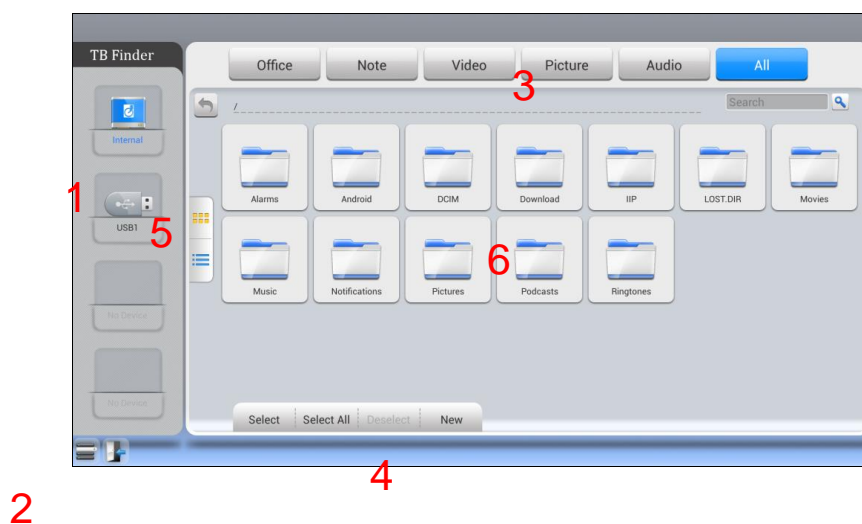 TB Finder
Office Note Video Picture Audio All
3
/ Search
Internal
Alarms Android DCIM Download IIP LOST.DIR Movies
1
USB1 5
6
Music Notifications Pictures Podcasts Ringtones
No Device
No Device
Select Select All Deselect New
4
2